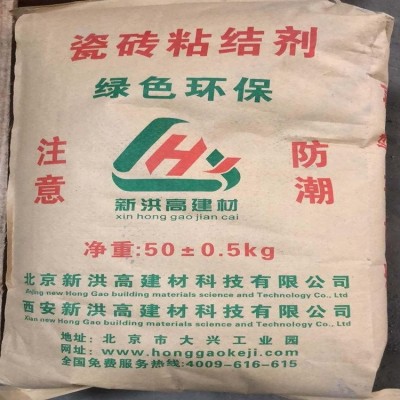 瓷砖粘结剂
绿色环保
注意
防潮
新洪高建材
xin hong gao jian cai
净重:50±0.5kg
北京新洪高建材科技有限公司
Beijing new Hong Gao building materials science and Technology Co., Ltd
西安新洪高建材科技有限公司
Xian new Hong Gao building materials science and Technology Co., Ltd
地址:北京市大兴工业园
网址:www.honggaokeji.com
全国免费服务热线:4009-616-615